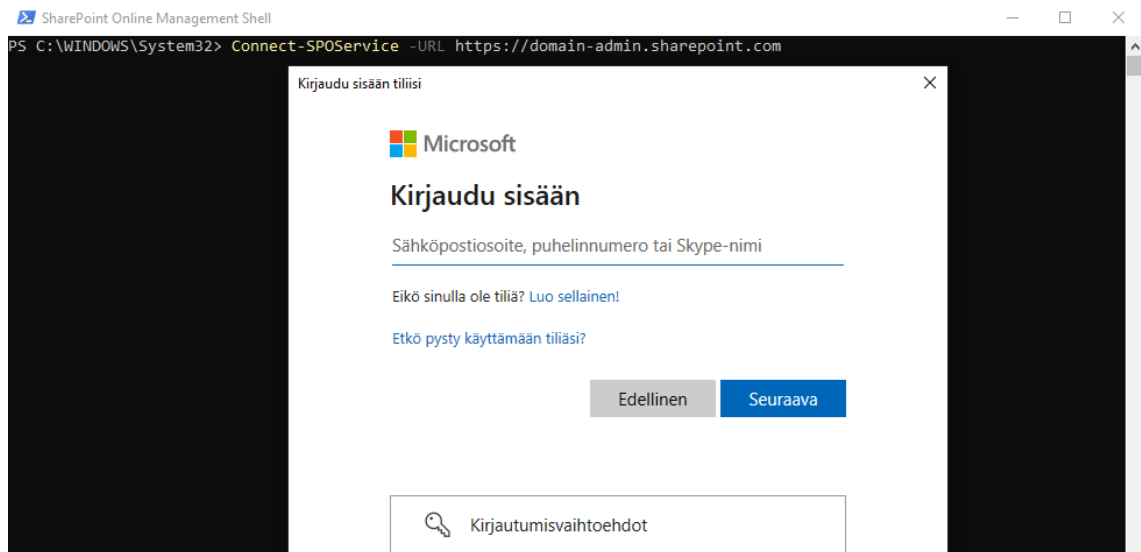 SharePoint Online Management Shell
PS C:\WINDOWS\System32> Connect-SPOService -URL https://domain-admin.sharepoint.com
Kirjaudu sisään tiliisi
Microsoft
Kirjaudu sisään
Sähköpostiosoite, puhelinnumero tai Skype-nimi
Eikö sinulla ole tiliä? Luo sellainen!
Etkö pysty käyttämään tiliäsi?
Edellinen Seuraava
Kirjautumisvaihtoehdot